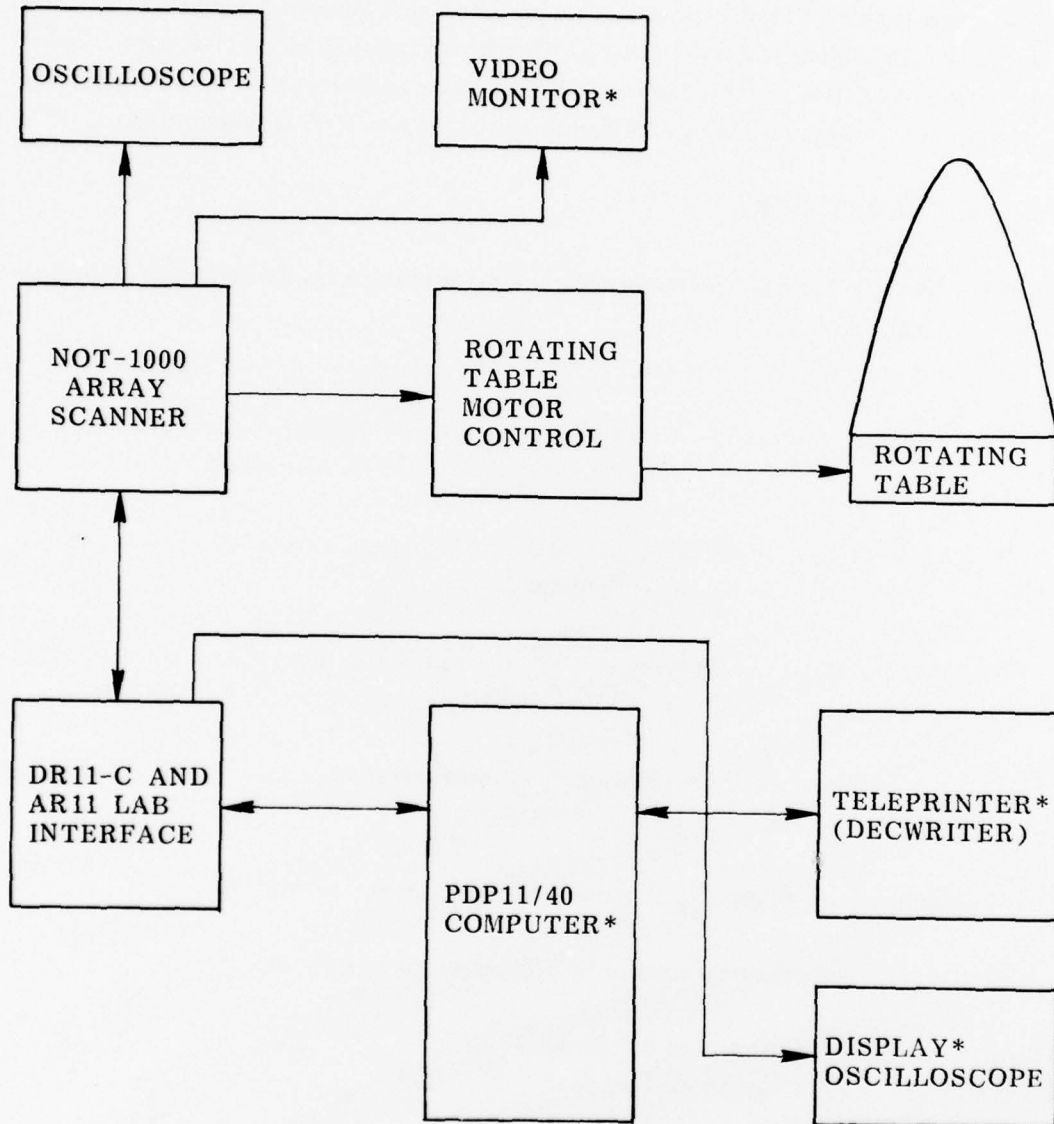 OSCILLOSCOPE
VIDEO
MONITOR*
NOT-1000
ARRAY
SCANNER
ROTATING
TABLE
MOTOR
CONTROL
ROTATING
TABLE
DR11-C AND
AR11 LAB
INTERFACE
PDP11/40
COMPUTER*
TELEPRINTER*
(DECWRITER)
DISPLAY*
OSCILLOSCOPE